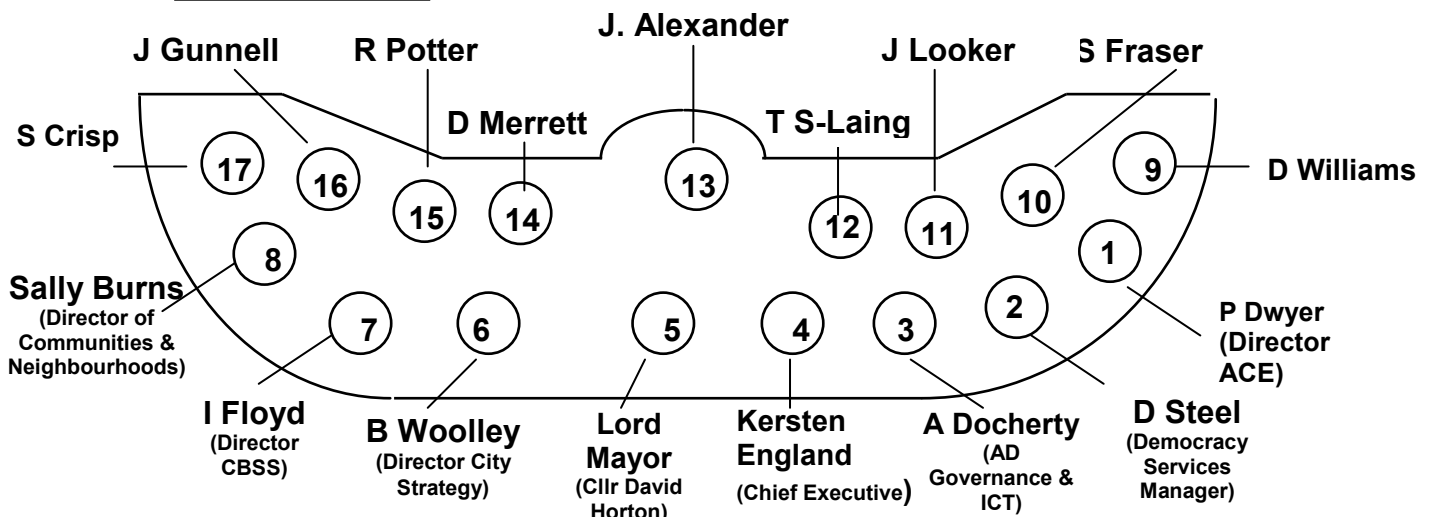 J. Alexander
J Gunnell
R Potter
J Looker
S Fraser
S Crisp
D Merrett
T S-Laing
D Williams
17
16
15
14
13
12
11
10
9
8
7
6
5
4
3
2
1
Sally Burns
(Director of
Communities &
Neighbourhoods)
I Floyd
(Director
CBSS)
B Woolley
(Director City
Strategy)
Lord
Mayor
(Cllr David
Horton)
Kersten
England
(Chief Executive)
A Docherty
(AD
Governance &
ICT)
D Steel
(Democracy
Services
Manager)
P Dwyer
(Director
ACE)